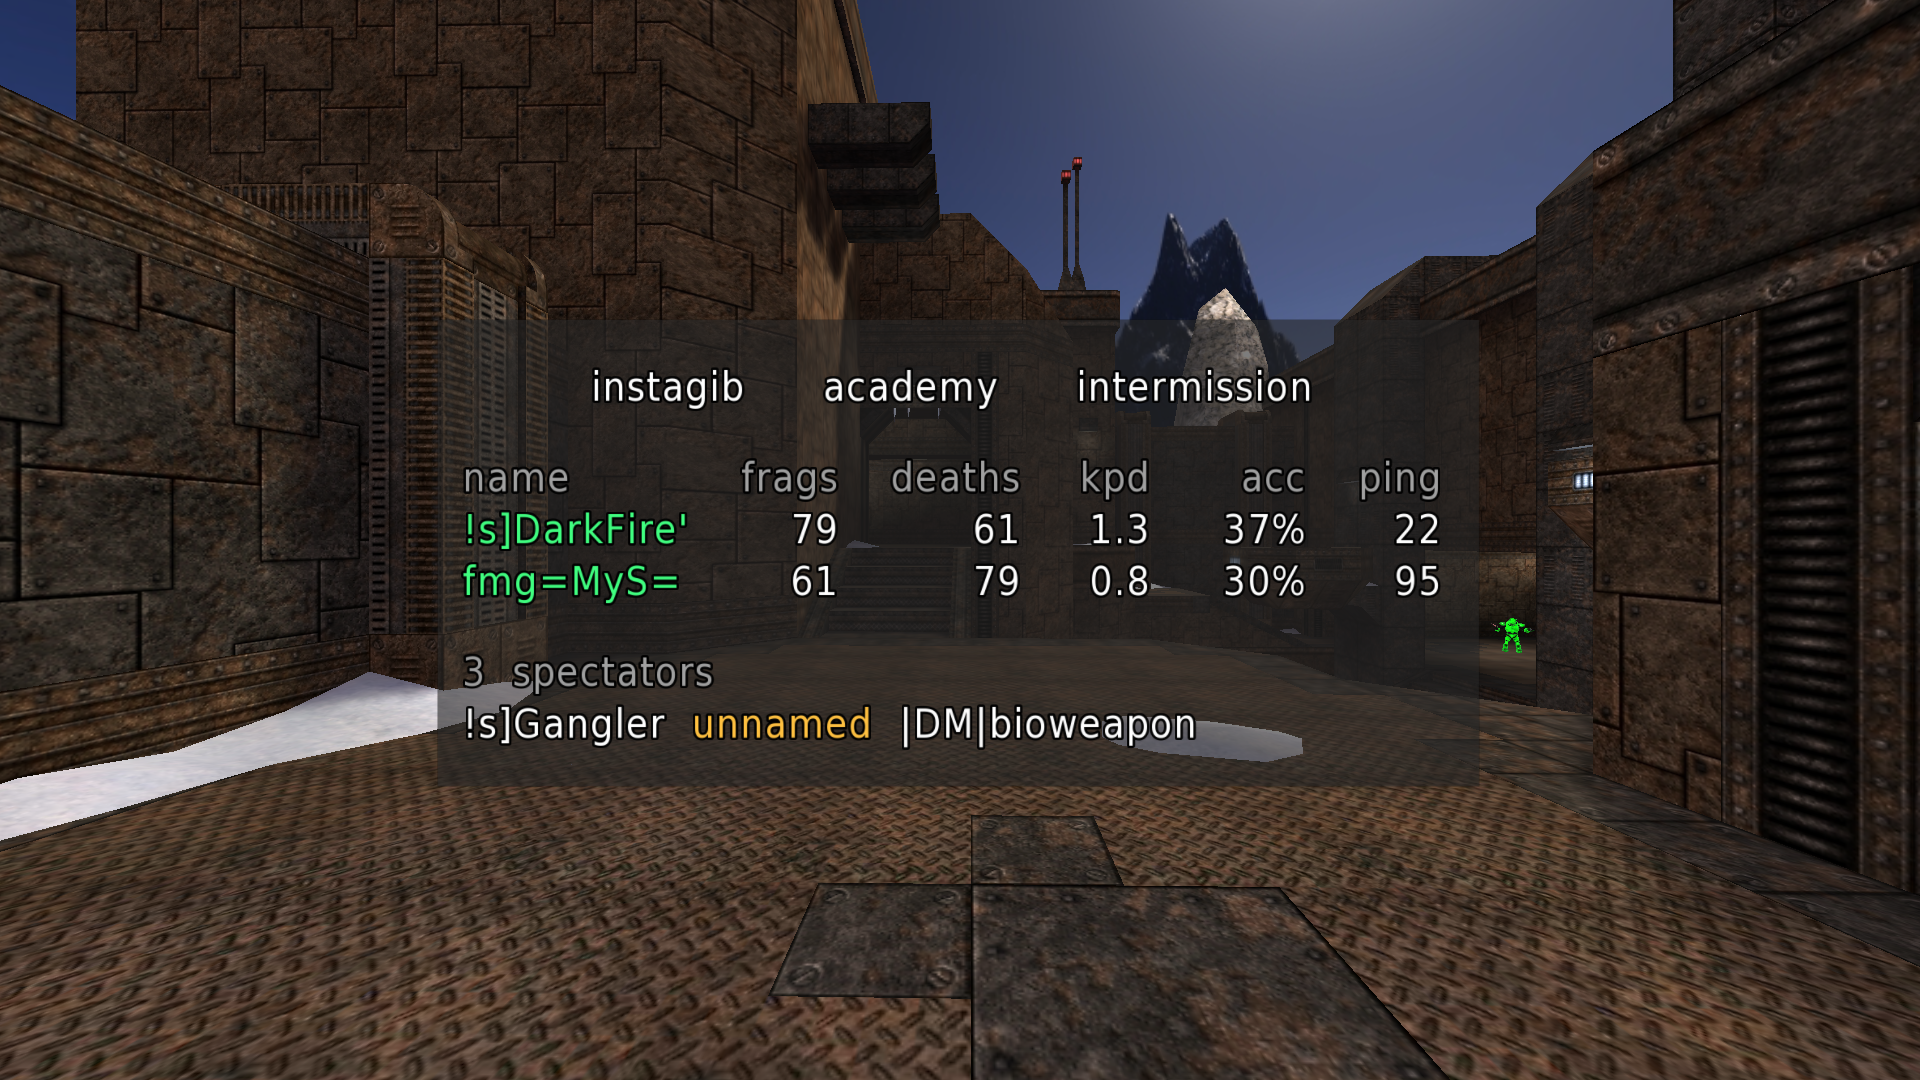 instagib academy intermission
name frags deaths kpd acc ping
!s]DarkFire' 79 61 1.3 37% 22
fmg=MyS= 61 79 0.8 30% 95
3 spectators
!s]Gangler unnamed |DM|bioweapon